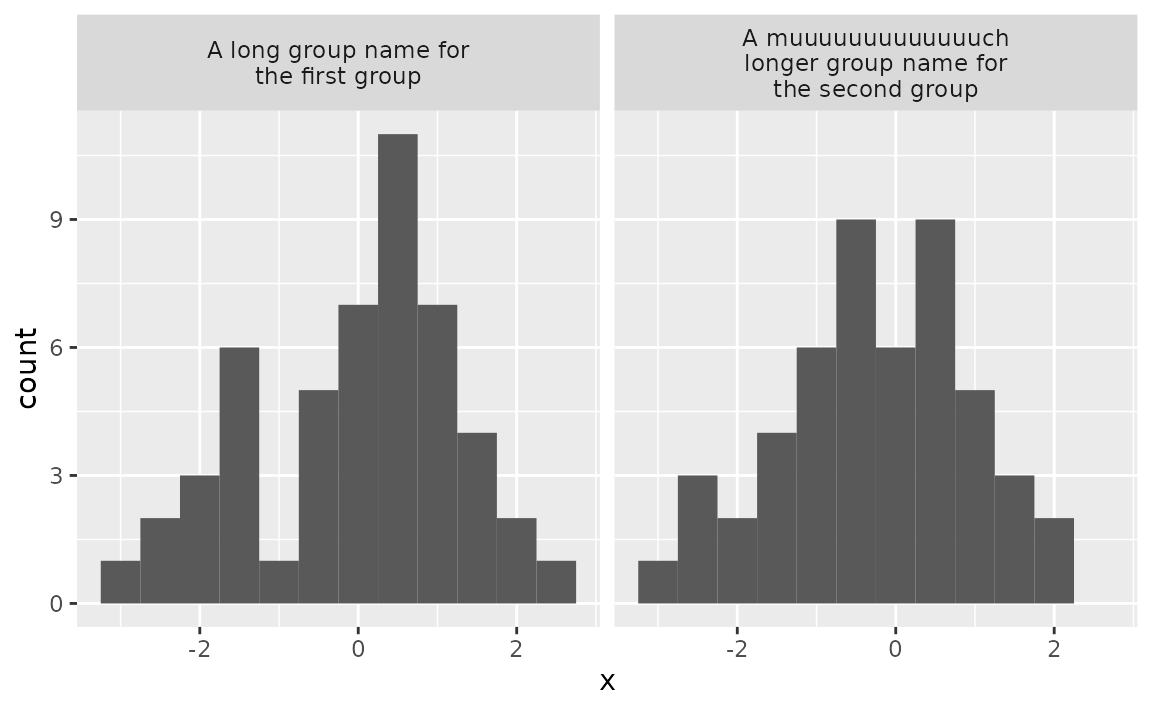 A long group name for
the first group
A muuuuuuuuuuuuuch
longer group name for
the second group
count
9
6
3
0
-2
0
2
-2
0
2
x